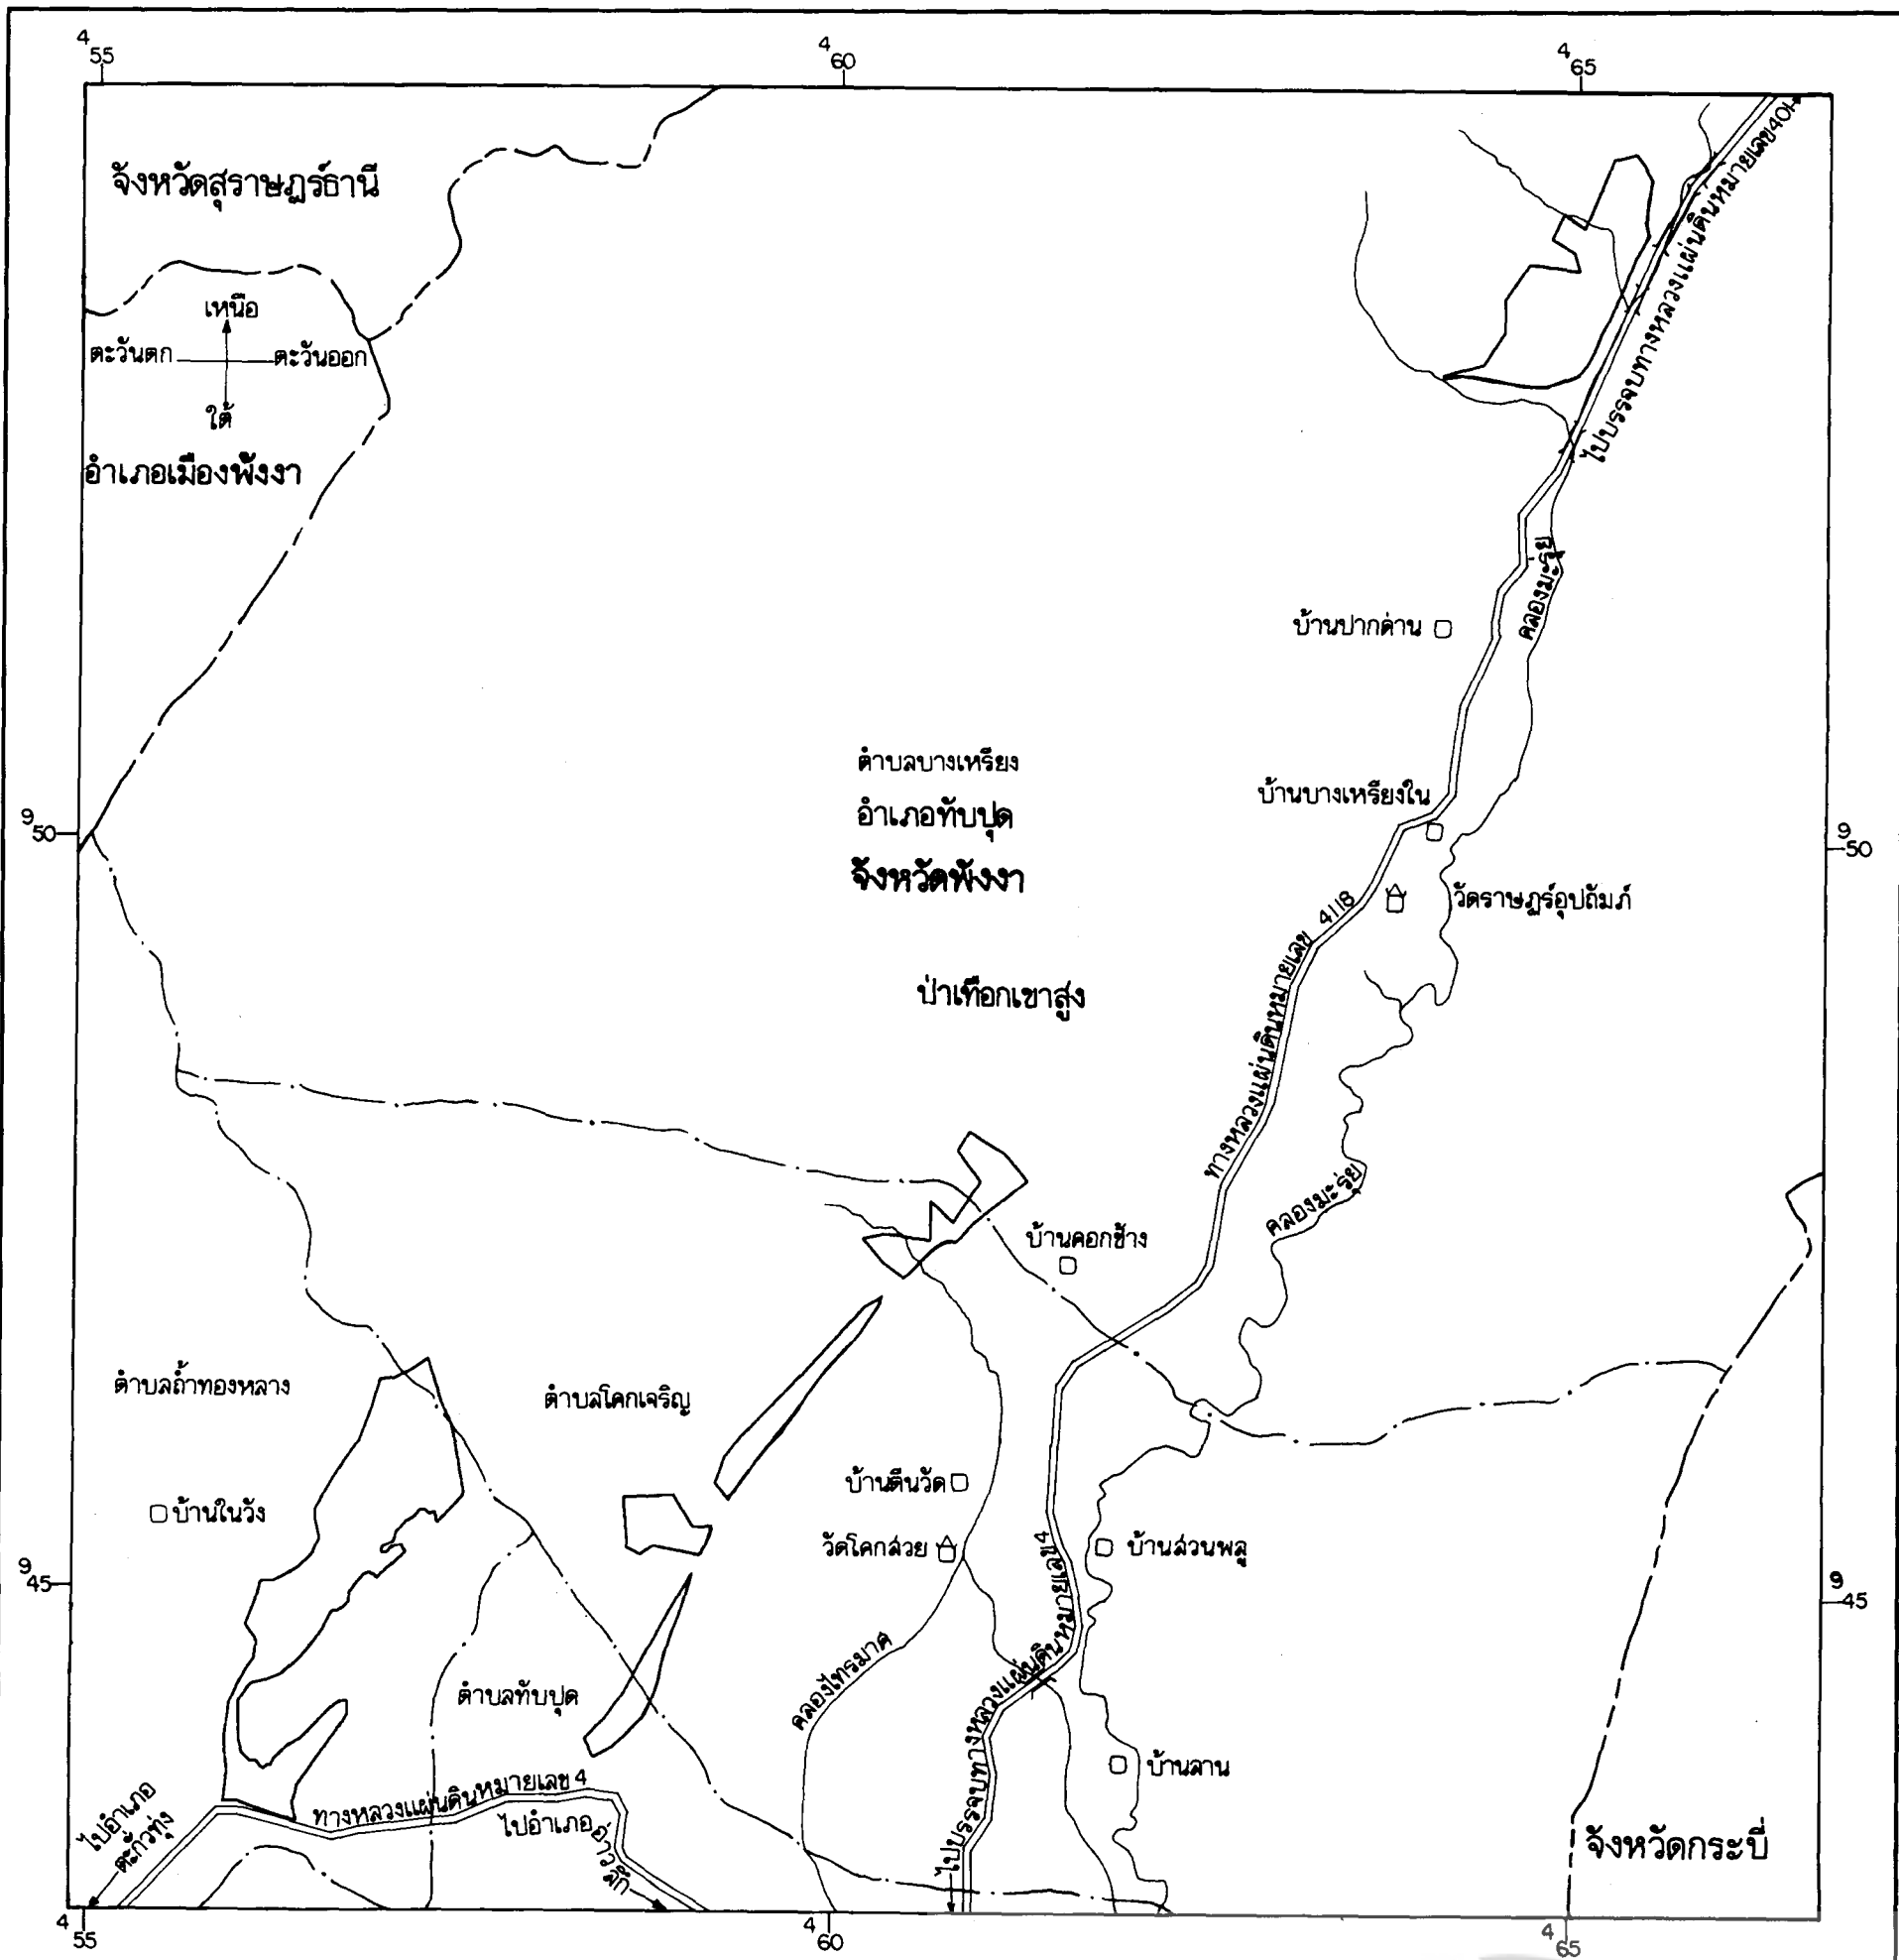 4 55
4 60
4 65
จังหวัดสุราษฎร์ธานี
ไปบรรจบทางหลวงแผ่นดินหมายเลข 401
เหนือ
ตะวันตก
ตะวันออก
ใต้
อำเภอเมืองพังงา
คลองมะรุ่ย
บ้านปากด่าน
ตำบลบางเหรียง
บ้านบางเหรียงใน
อำเภอทับปุด
9 50
9 50
จังหวัดพังงา
วัดราษฎร์อุปถัมภ์
ทางหลวงแผ่นดินหมายเลข 4118
ป่าเทือกเขาสูง
คลองมะรุ่ย
บ้านคอกช้าง
ตำบลถ้ำทองหลาง
ตำบลโคกเจริญ
บ้านตีนวัด
บ้านในวัง
วัดโคกสวย
บ้านสวนพลู
9 45
9 45
ไปบรรจบทางหลวงแผ่นดินหมายเลข 4
คลองไทรมาศ
ตำบลทับปุด
บ้านลาน
ทางหลวงแผ่นดินหมายเลข 4
ไปอำเภอ
ตะกั่วทุ่ง
ไปอำเภอ
อ่าวลึก
จังหวัดกระบี่
4 55
4 60
4 65